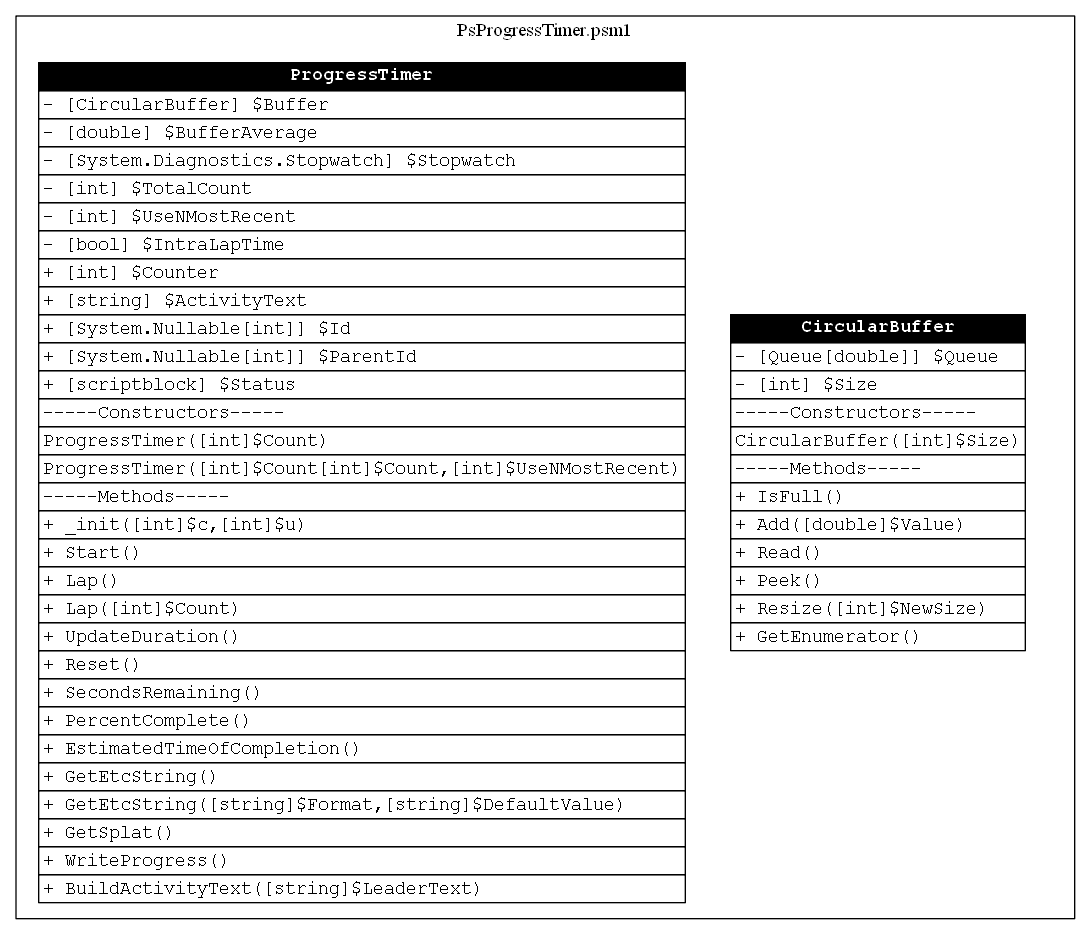 PsProgressTimer.psm1
ProgressTimer
- [CircularBuffer] $Buffer
- [double] $BufferAverage
- [System.Diagnostics.Stopwatch] $Stopwatch
- [int] $TotalCount
- [int] $UseNMostRecent
- [bool] $IntraLapTime
+ [int] $Counter
+ [string] $ActivityText
+ [System.Nullable[int]] $Id
+ [System.Nullable[int]] $ParentId
+ [scriptblock] $Status
-----Constructors-----
ProgressTimer([int]$Count)
ProgressTimer([int]$Count[int]$Count,[int]$UseNMostRecent)
-----Methods-----
+ _init([int]$c,[int]$u)
+ Start()
+ Lap()
+ Lap([int]$Count)
+ UpdateDuration()
+ Reset()
+ SecondsRemaining()
+ PercentComplete()
+ EstimatedTimeOfCompletion()
+ GetEtcString()
+ GetEtcString([string]$Format,[string]$DefaultValue)
+ GetSplat()
+ WriteProgress()
+ BuildActivityText([string]$LeaderText)
CircularBuffer
- [Queue[double]] $Queue
- [int] $Size
-----Constructors-----
CircularBuffer([int]$Size)
-----Methods-----
+ IsFull()
+ Add([double]$Value)
+ Read()
+ Peek()
+ Resize([int]$NewSize)
+ GetEnumerator()